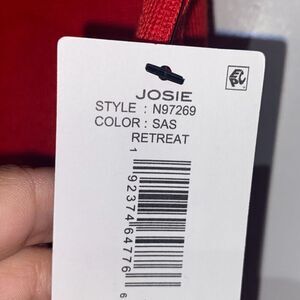 JOSIE
STYLE : N97269
COLOR : SAS
RETREAT
1 92374 64776 6